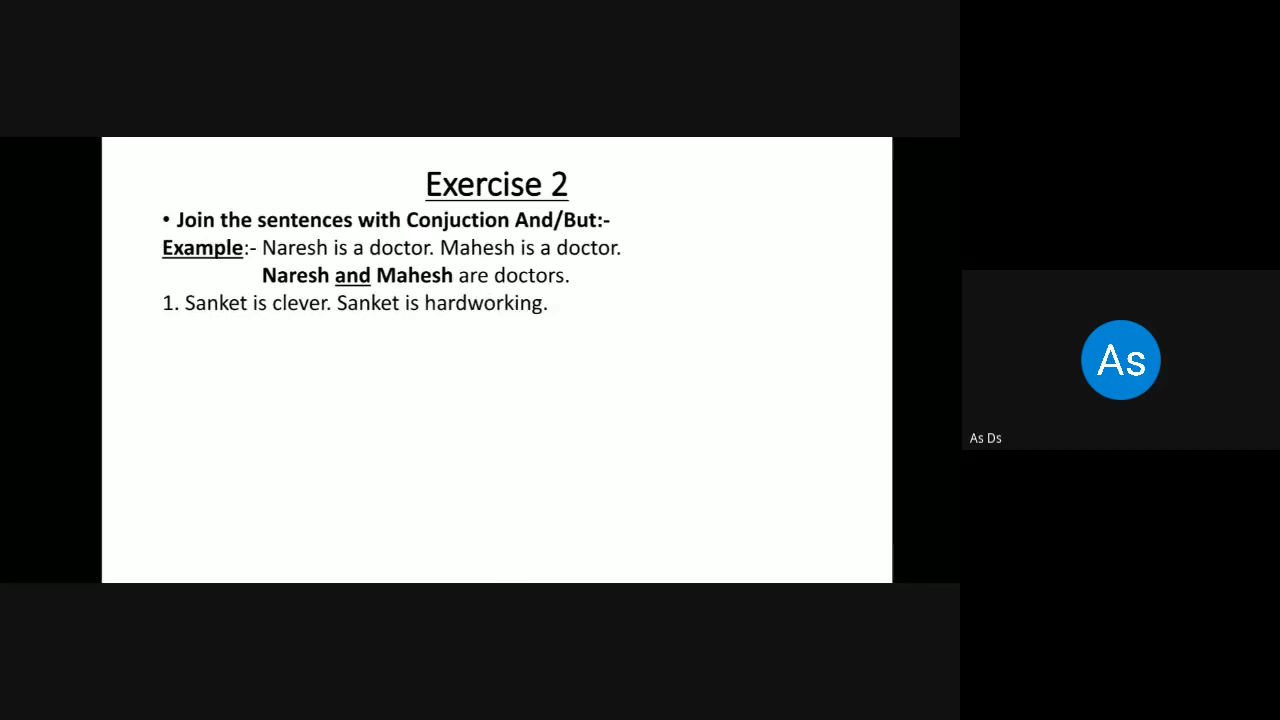 Exercise 2
• Join the sentences with Conjuction And/But:-
Example:- Naresh is a doctor. Mahesh is a doctor.
Naresh and Mahesh are doctors.
1. Sanket is clever. Sanket is hardworking.
As
As Ds